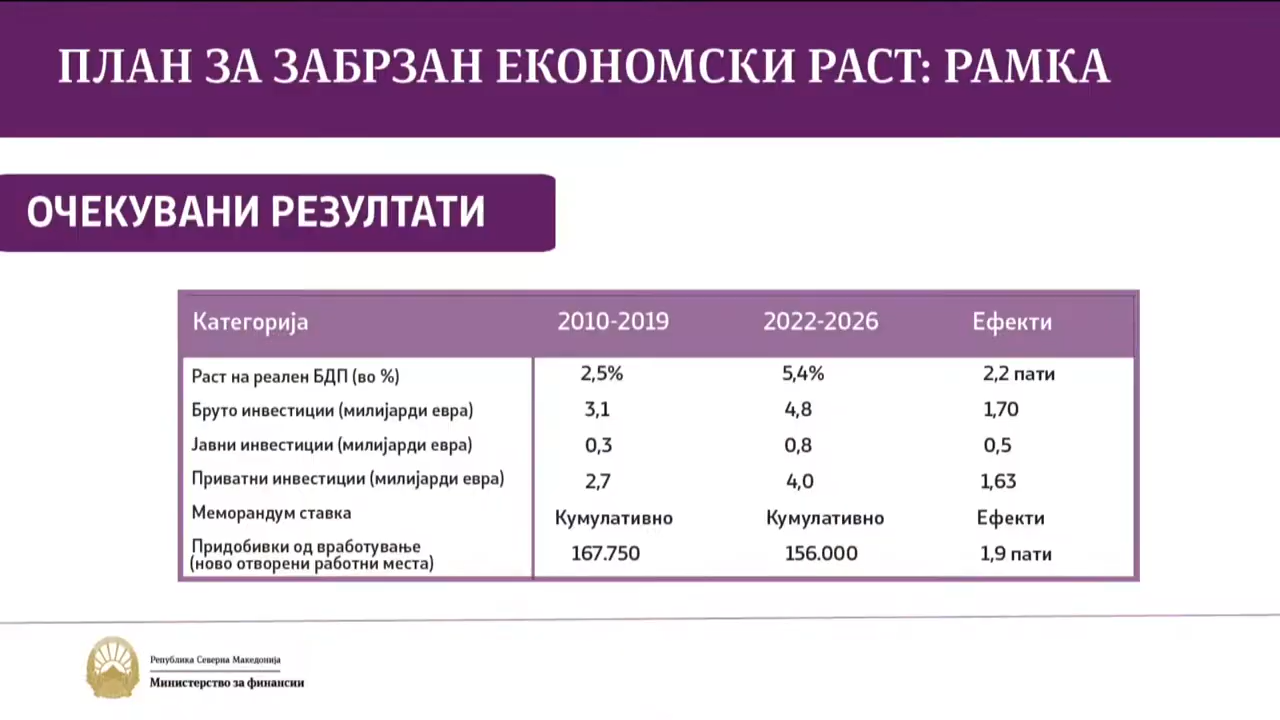 ПЛАН ЗА ЗАБРЗАН ЕКОНОМСКИ РАСТ: РАМКА
ОЧЕКУВАНИ РЕЗУЛТАТИ
Категорија 2010-2019 2022-2026 Ефекти
Раст на реален БДП (во %) 2,5% 5,4% 2,2 пати
Бруто инвестиции (милијарди евра) 3,1 4,8 1,70
Јавни инвестиции (милијарди евра) 0,3 0,8 0,5
Приватни инвестиции (милијарди евра) 2,7 4,0 1,63
Меморандум ставка Кумулативно Кумулативно Ефекти
Придобивки од вработување 167.750 156.000 1,9 пати
(ново отворени работни места)
Република Северна Македонија
Министерство за финансии